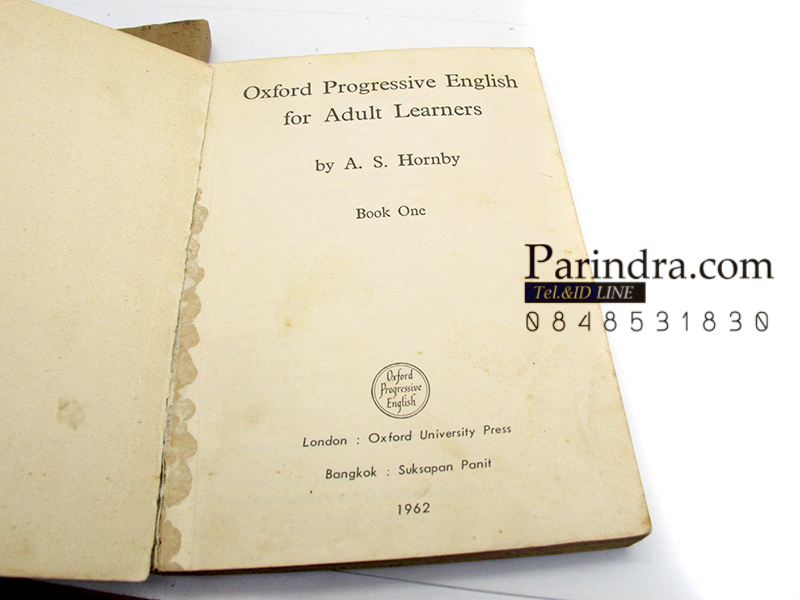 Oxford Progressive English
for Adult Learners
by A. S. Hornby
Book One
Parindra.com
Tel.&ID LINE
0848531830
Oxford
Progressive
English
London : Oxford University Press
Bangkok : Suksapan Panit
1962